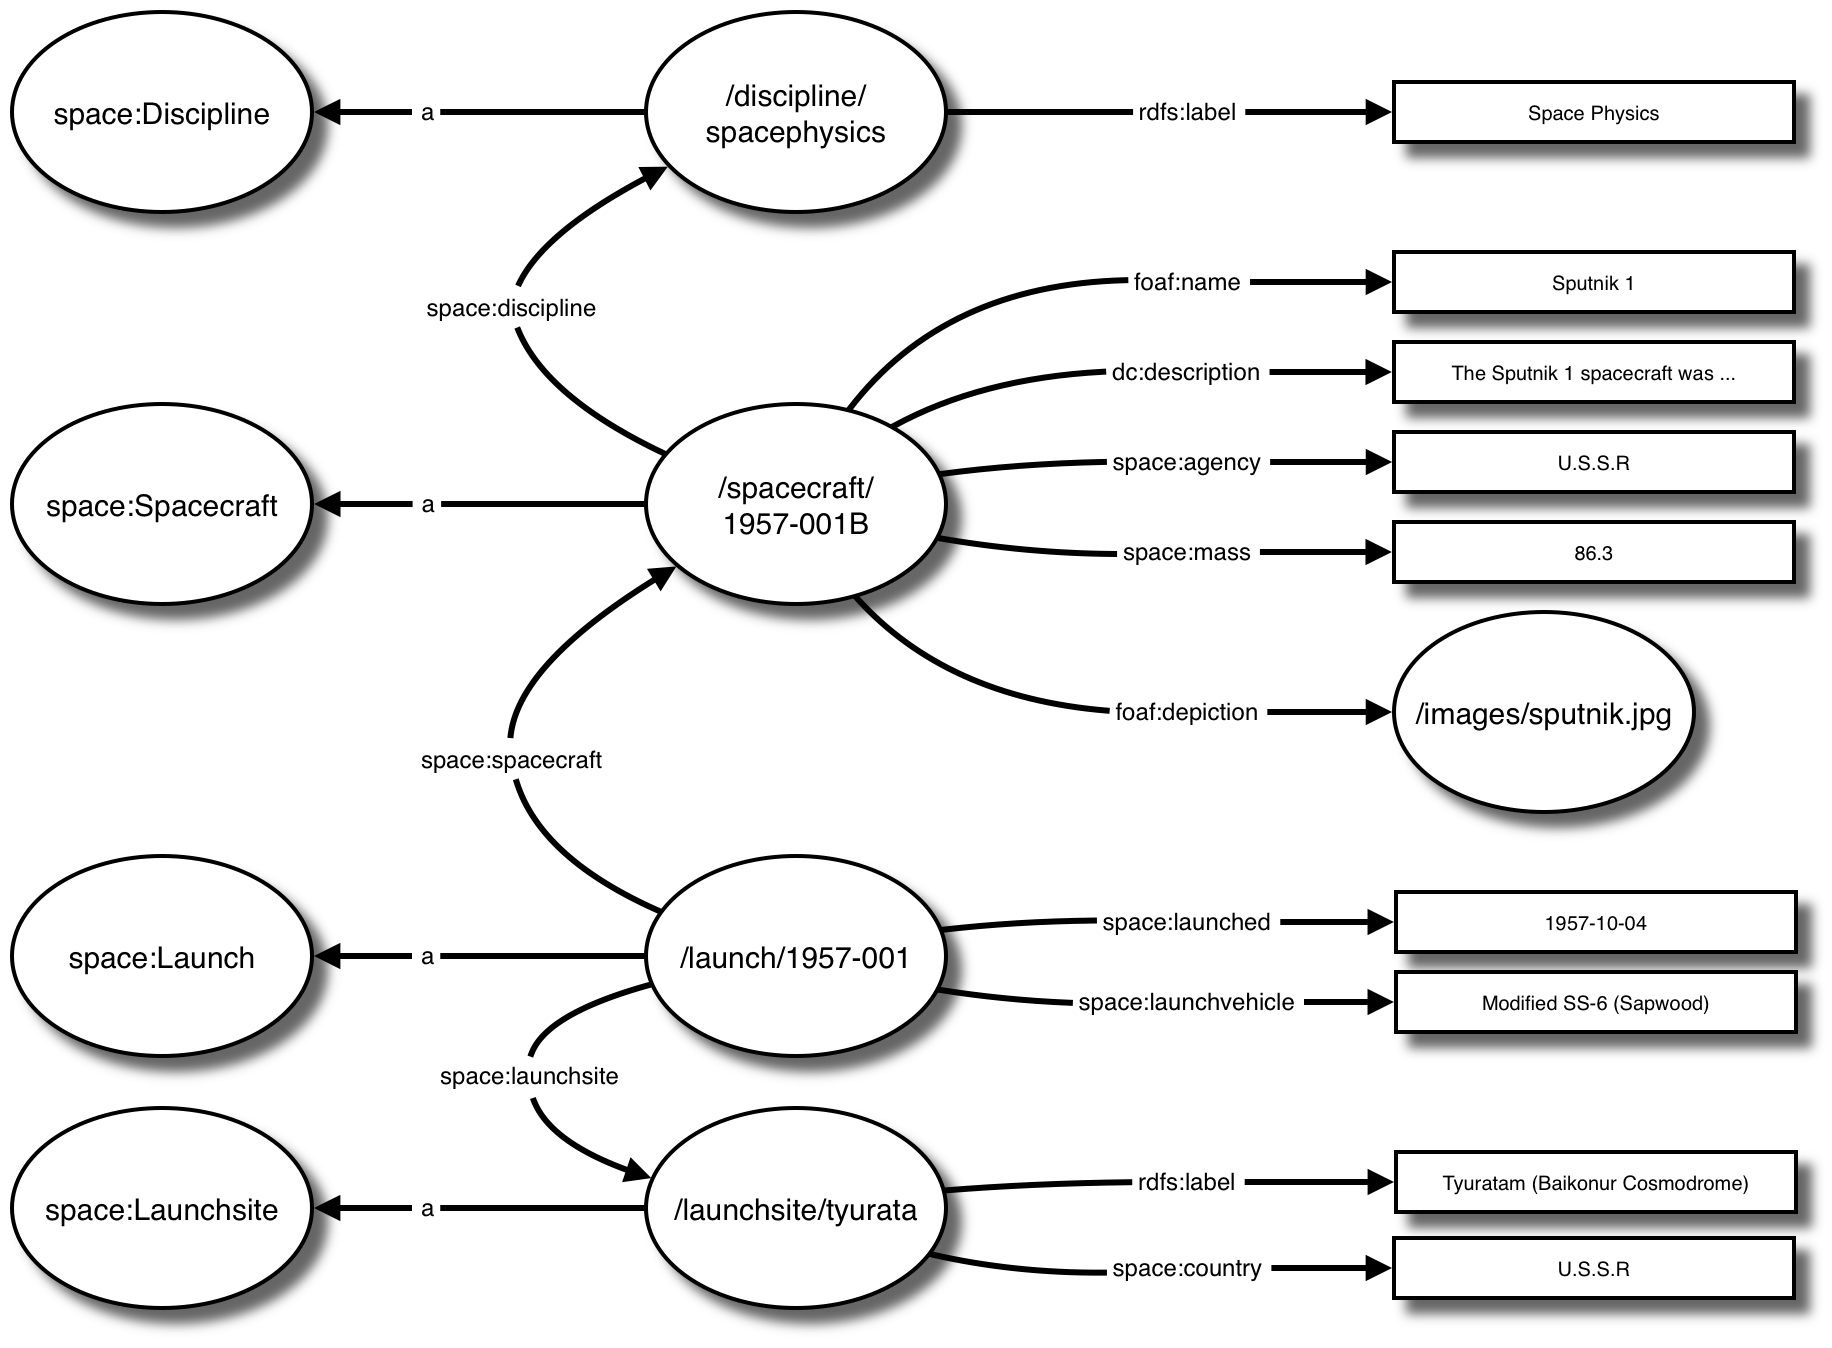 space:Discipline
a
/discipline/
spacephysics
rdfs:label
Space Physics
space:discipline
foaf:name
Sputnik 1
dc:description
The Sputnik 1 spacecraft was ...
space:agency
U.S.S.R
space:Spacecraft
a
/spacecraft/
1957-001B
space:mass
86.3
foaf:depiction
/images/sputnik.jpg
space:spacecraft
space:Launch
a
/launch/1957-001
space:launched
1957-10-04
space:launchvehicle
Modified SS-6 (Sapwood)
space:launchsite
space:Launchsite
a
/launchsite/tyurata
rdfs:label
Tyuratam (Baikonur Cosmodrome)
space:country
U.S.S.R